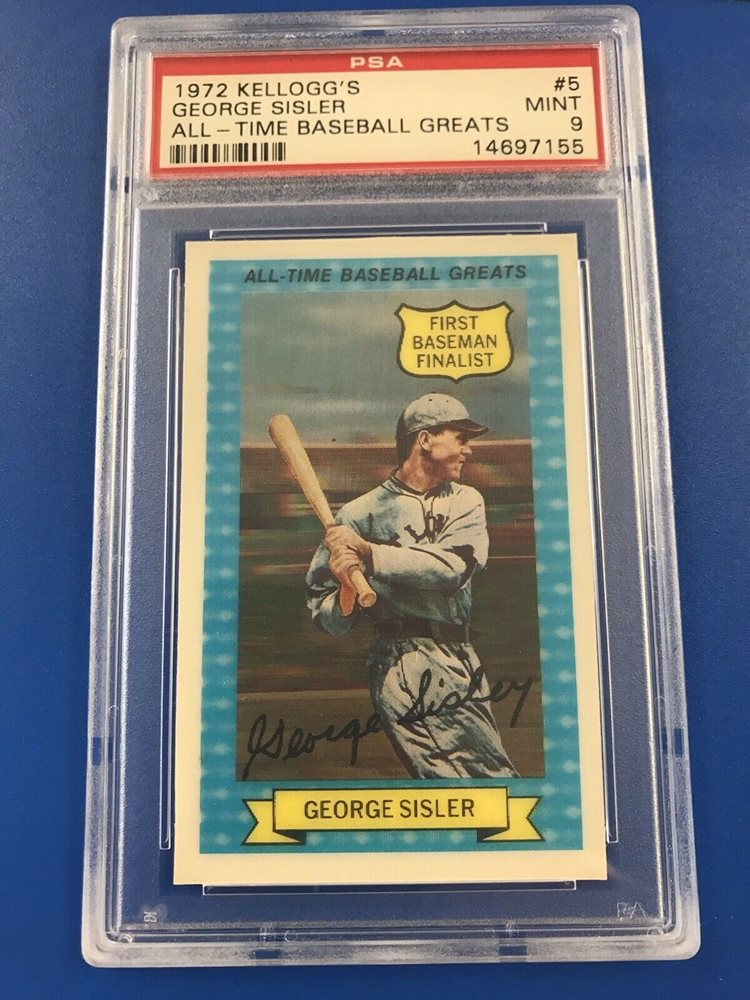 PSA
1972 KELLOGG'S #5
GEORGE SISLER MINT
ALL-TIME BASEBALL GREATS 9
14697155
ALL-TIME BASEBALL GREATS
FIRST
BASEMAN
FINALIST
George Sisler
GEORGE SISLER